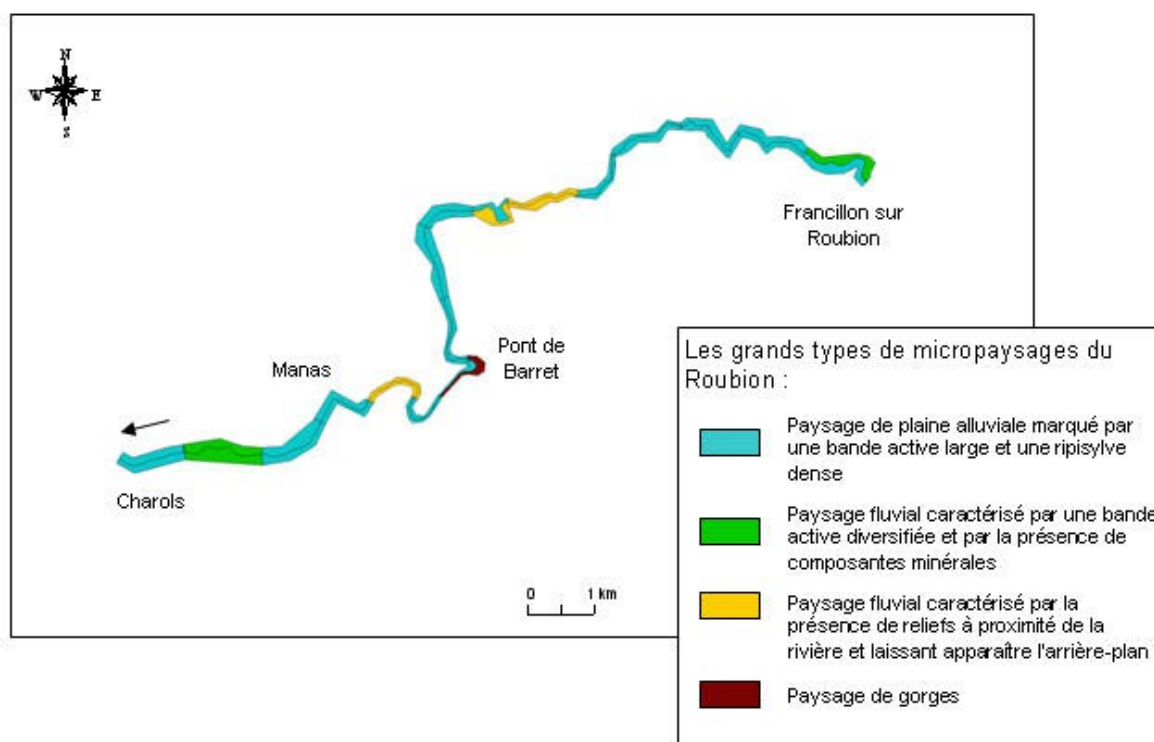 N
W E
S
Francillon sur
Roubion
Pont de
Barret
Manas
Charols
0 1 km
Les grands types de micropaysages du
Roubion :
Paysage de plaine alluviale marqué par
une bande active large et une ripisylve
dense
Paysage fluvial caractérisé par une bande
active diversifiée et par la présence de
composantes minérales
Paysage fluvial caractérisé par la
présence de reliefs à proximité de la
rivière et laissant apparaître l'arrière-plan
Paysage de gorges